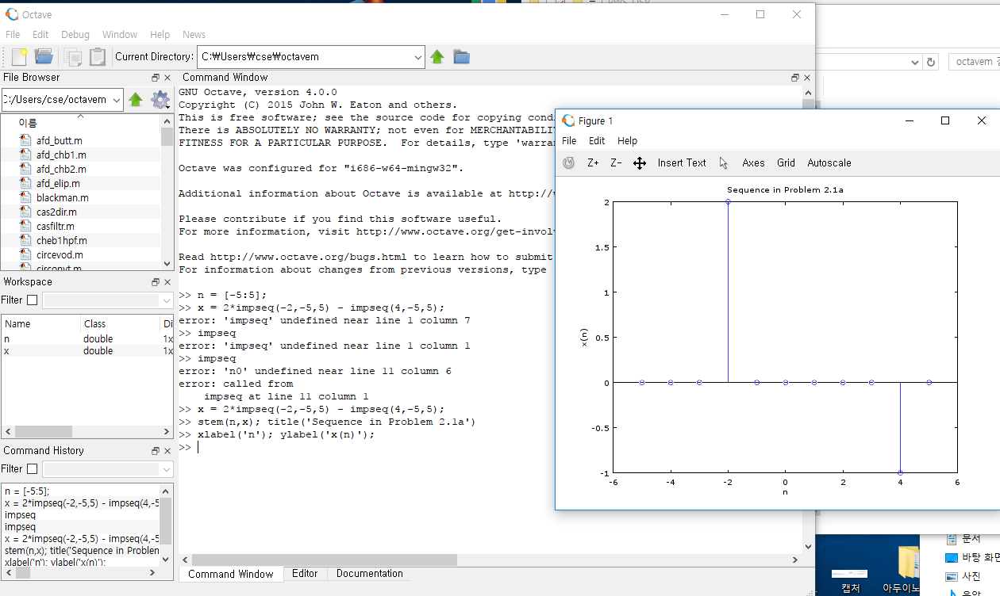 Octave
File Edit Debug Window Help News
Current Directory: C:₩Users₩cse₩octavem
octavem
File Browser
C:/Users/cse/octavem
이름
afd_butt.m
afd_chb1.m
afd_chb2.m
afd_elip.m
blackman.m
cas2dir.m
casfiltr.m
cheb1hpf.m
circevod.m
Workspace
Filter
Name Class Di
n double 1x
x double 1x
Command History
Filter
n = [-5:5];
x = 2*impseq(-2,-5,5) - impseq(4,-5
impseq
impseq
x = 2*impseq(-2,-5,5) - impseq(4,-5
stem(n,x); title('Sequence in Problem
xlabel('n'); ylabel('x(n)');
Command Window
GNU Octave, version 4.0.0
Copyright (C) 2015 John W. Eaton and others.
This is free software; see the source code for copying cond
There is ABSOLUTELY NO WARRANTY; not even for MERCHANTABILI
FITNESS FOR A PARTICULAR PURPOSE.  For details, type 'warran
Octave was configured for "i686-w64-mingw32".
Additional information about Octave is available at http://w
Please contribute if you find this software useful.
For more information, visit http://www.octave.org/get-invol
Read http://www.octave.org/bugs.html to learn how to submit
For information about changes from previous versions, type
>> n = [-5:5];
>> x = 2*impseq(-2,-5,5) - impseq(4,-5,5);
error: 'impseq' undefined near line 1 column 7
>> impseq
error: 'impseq' undefined near line 1 column 1
>> impseq
error: 'n0' undefined near line 11 column 6
error: called from
impseq at line 11 column 1
>> x = 2*impseq(-2,-5,5) - impseq(4,-5,5);
>> stem(n,x); title('Sequence in Problem 2.1a')
>> xlabel('n'); ylabel('x(n)');
>>
Command Window Editor Documentation
Figure 1
File Edit Help
Z+ Z- Insert Text Axes Grid Autoscale
Sequence in Problem 2.1a
2
1.5
1
0.5
0
-0.5
-1
x(n)
-6 -4 -2 0 2 4 6
n
캡처
아두이노
문서
바탕 화면
사진
음악